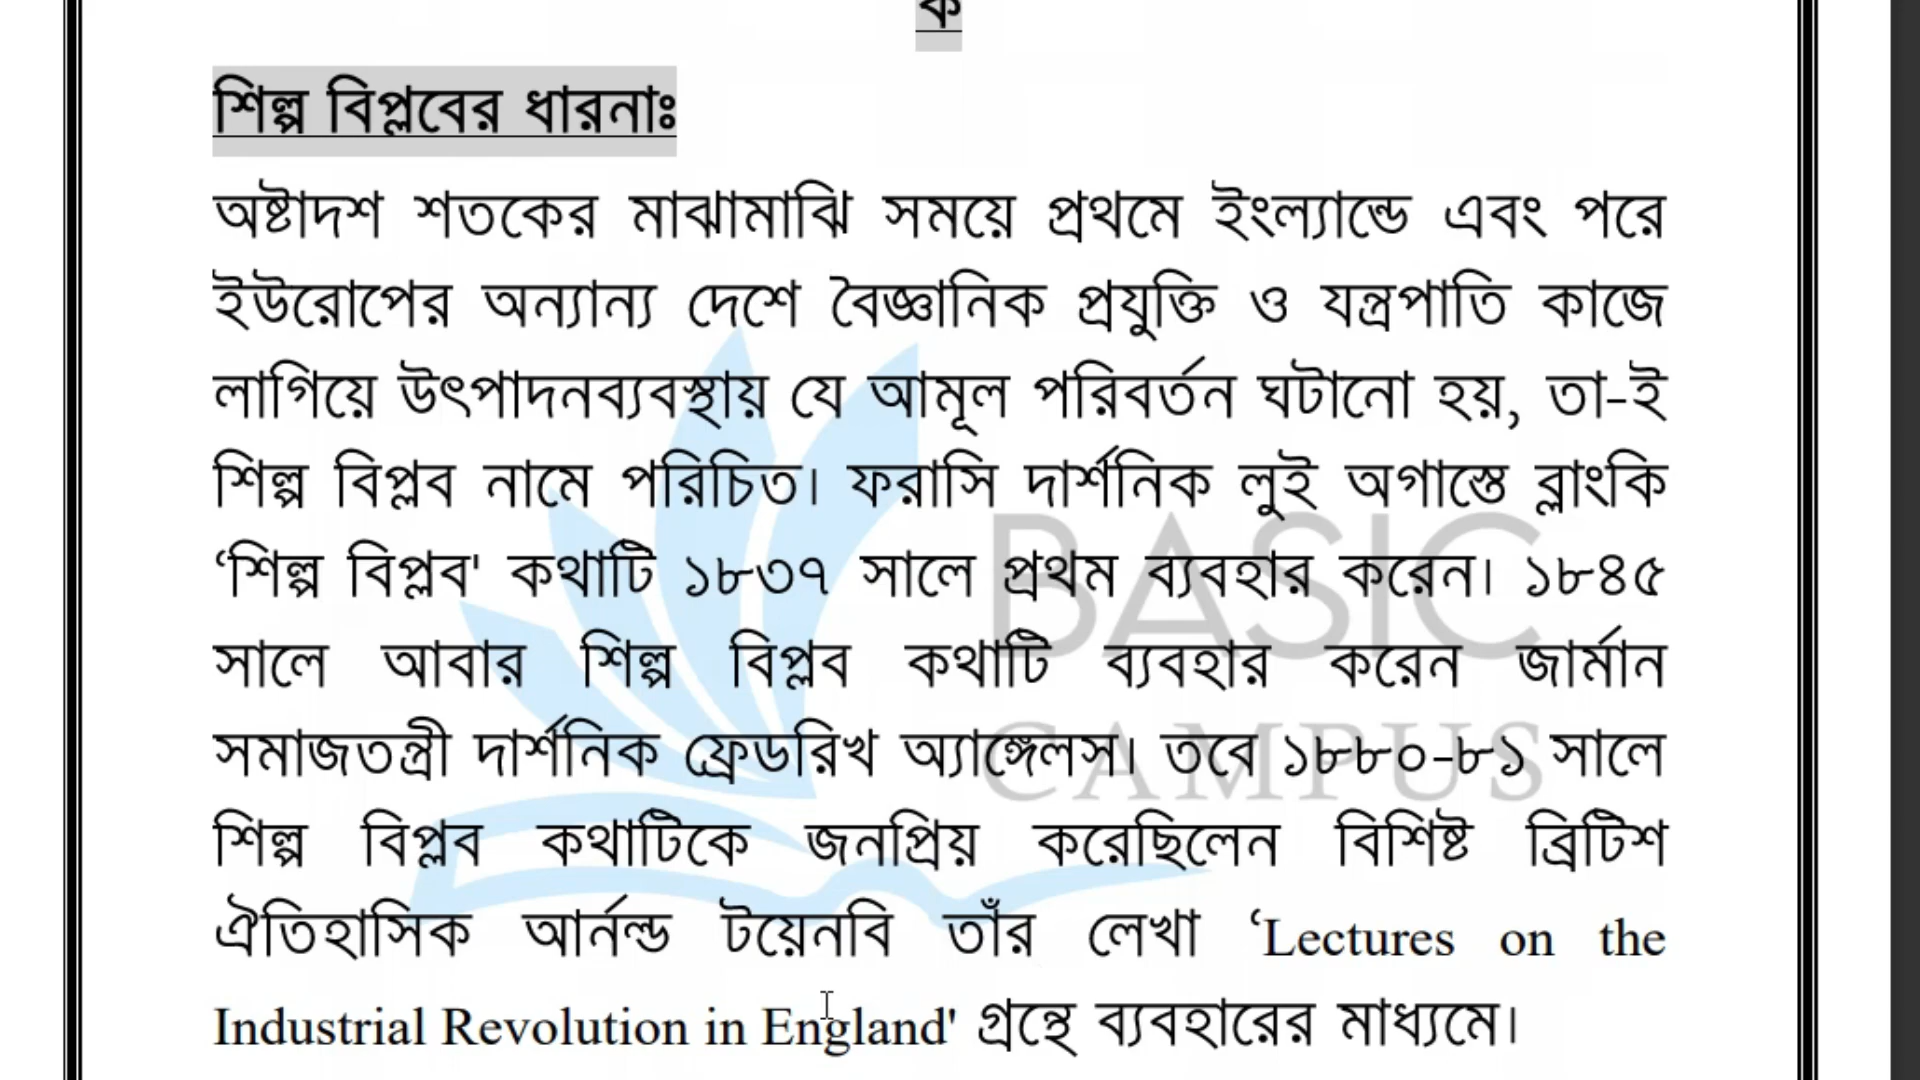 ক
শিল্প বিপ্লবের ধারনাঃ
অষ্টাদশ শতকের মাঝামাঝি সময়ে প্রথমে ইংল্যান্ডে এবং পরে
ইউরোপের অন্যান্য দেশে বৈজ্ঞানিক প্রযুক্তি ও যন্ত্রপাতি কাজে
লাগিয়ে উৎপাদনব্যবস্থায় যে আমূল পরিবর্তন ঘটানো হয়, তা-ই
শিল্প বিপ্লব নামে পরিচিত। ফরাসি দার্শনিক লুই অগাস্তে ব্লাংকি
‘শিল্প বিপ্লব' কথাটি ১৮৩৭ সালে প্রথম ব্যবহার করেন। ১৮৪৫
সালে আবার শিল্প বিপ্লব কথাটি ব্যবহার করেন জার্মান
সমাজতন্ত্রী দার্শনিক ফ্রেডরিখ অ্যাঙ্গেলস। তবে ১৮৮০-৮১ সালে
শিল্প বিপ্লব কথাটিকে জনপ্রিয় করেছিলেন বিশিষ্ট ব্রিটিশ
ঐতিহাসিক আর্নল্ড টয়েনবি তাঁর লেখা ‘Lectures on the
Industrial Revolution in England' গ্রন্থে ব্যবহারের মাধ্যমে।
BASIC
CAMPUS